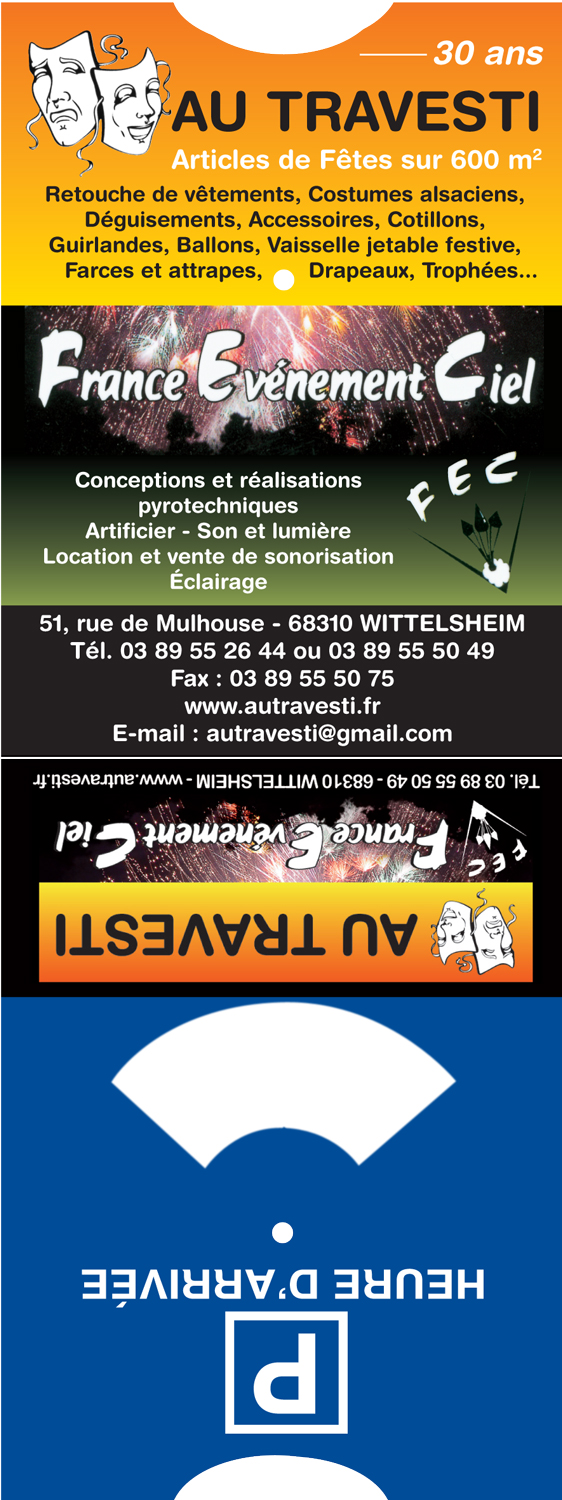 30 ans
AU TRAVESTI
Articles de Fêtes sur 600 m²
Retouche de vêtements, Costumes alsaciens,
Déguisements, Accessoires, Cotillons,
Guirlandes, Ballons, Vaisselle jetable festive,
Farces et attrapes, Drapeaux, Trophées...
France Evénement Ciel
FEC
Conceptions et réalisations
pyrotechniques
Artificier - Son et lumière
Location et vente de sonorisation
Éclairage
51, rue de Mulhouse - 68310 WITTELSHEIM
Tél. 03 89 55 26 44 ou 03 89 55 50 49
Fax : 03 89 55 50 75
www.autravesti.fr
E-mail : autravesti@gmail.com
P
HEURE D'ARRIVÉE
AU TRAVESTI
FEC
France Evénement Ciel
Tél. 03 89 55 50 49 - 68310 WITTELSHEIM - www.autravesti.fr